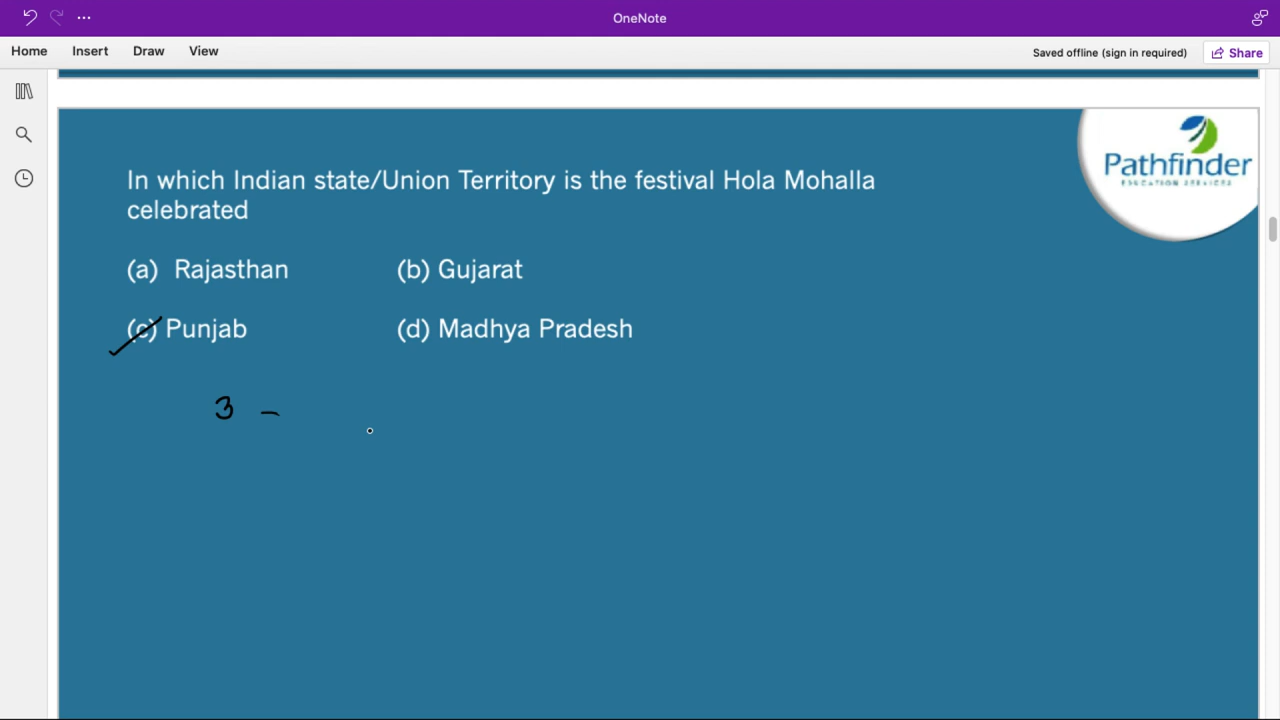 OneNote
Home Insert Draw View Saved offline (sign in required) Share
Pathfinder
EDUCATION SERVICES
In which Indian state/Union Territory is the festival Hola Mohalla
celebrated
(a) Rajasthan (b) Gujarat
(c) Punjab (d) Madhya Pradesh
3 –